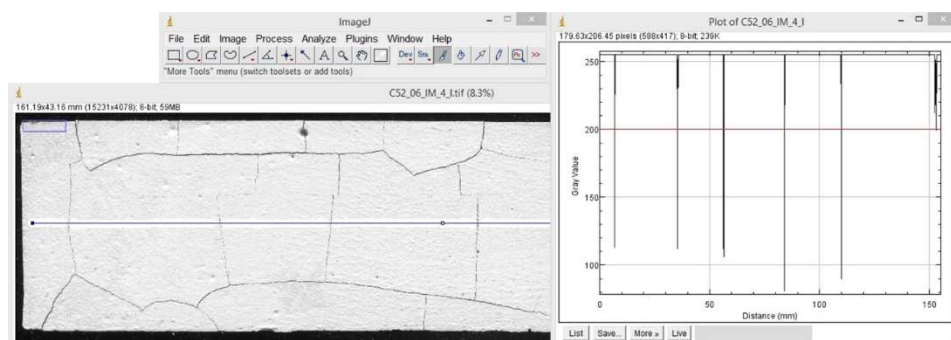 ImageJ
File Edit Image Process Analyze Plugins Window Help
A Dev Stk >>
"More Tools" menu (switch toolsets or add tools)
C52_06_IM_4_I.tif (8.3%)
161.19x43.16 mm (15231x4078); 8-bit; 59MB
Plot of C52_06_IM_4_I
179.63x206.45 pixels (588x417); 8-bit; 239K
250
200
150
100
Gray Value
0 50 100 150
Distance (mm)
List Save... More » Live